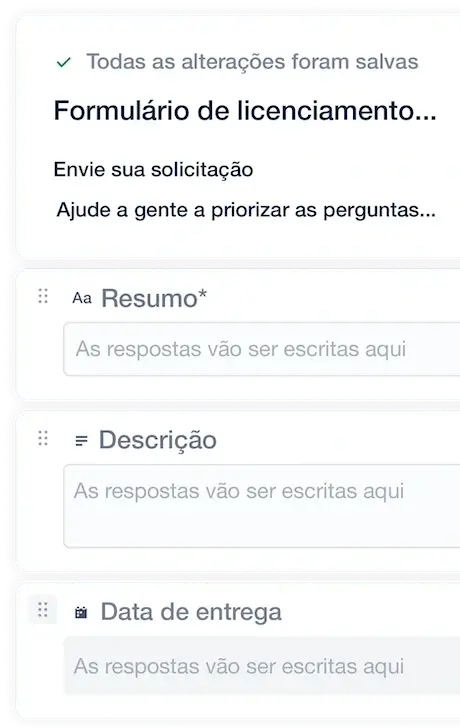 Todas as alterações foram salvas
Formulário de licenciamento...
Envie sua solicitação
Ajude a gente a priorizar as perguntas...
Aa Resumo*
As respostas vão ser escritas aqui
Descrição
As respostas vão ser escritas aqui
Data de entrega
As respostas vão ser escritas aqui